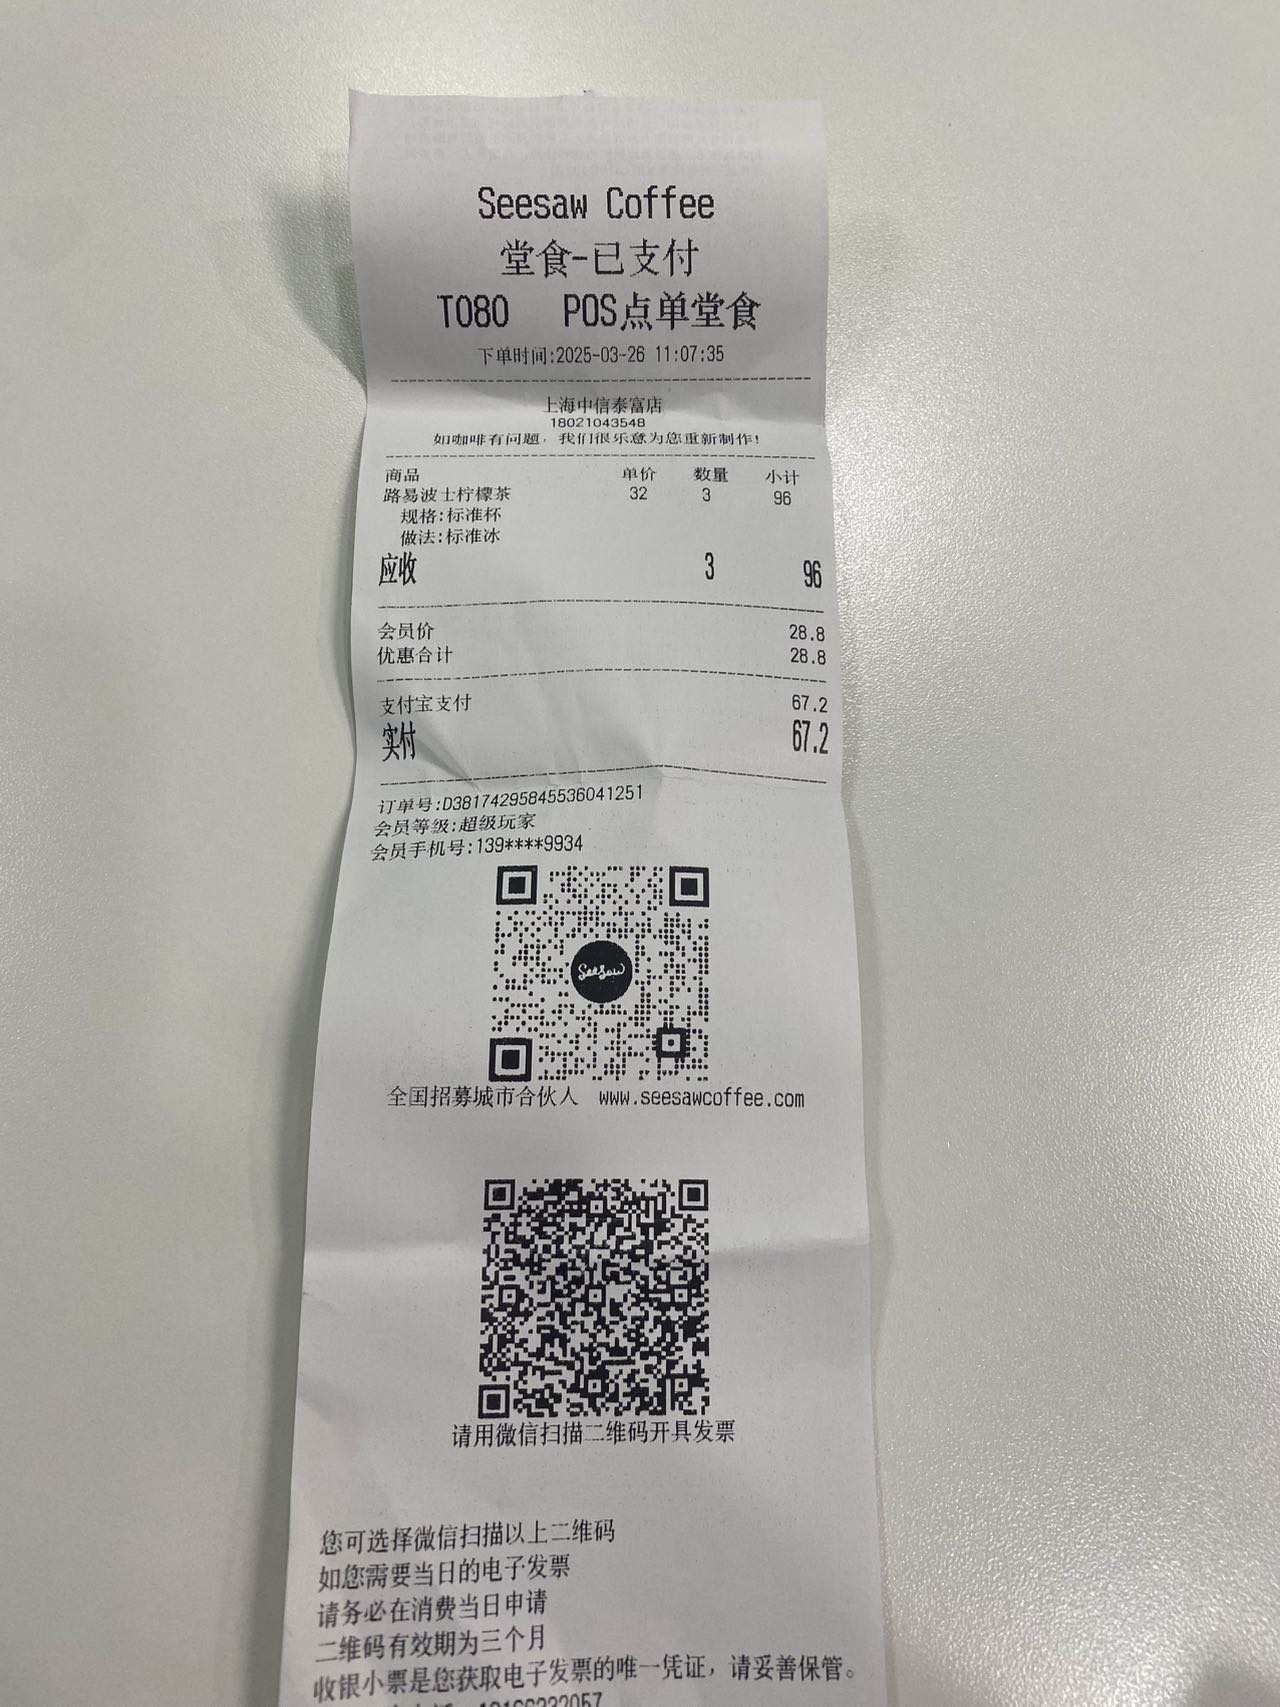 Seesaw Coffee
堂食-已支付
T080 POS点单堂食
下单时间:2025-03-26 11:07:35
上海中信泰富店
18021043548
如咖啡有问题，我们很乐意为您重新制作!
商品 单价 数量 小计
路易波士柠檬茶 32 3 96
规格:标准杯
做法:标准冰
应收 3 96
会员价 28.8
优惠合计 28.8
支付宝支付 67.2
实付 67.2
订单号:D38174295845536041251
会员等级:超级玩家
会员手机号:139****9934
SeeSaw
全国招募城市合伙人 www.seesawcoffee.com
请用微信扫描二维码开具发票
您可选择微信扫描以上二维码
如您需要当日的电子发票
请务必在消费当日申请
二维码有效期为三个月
收银小票是您获取电子发票的唯一凭证，请妥善保管。